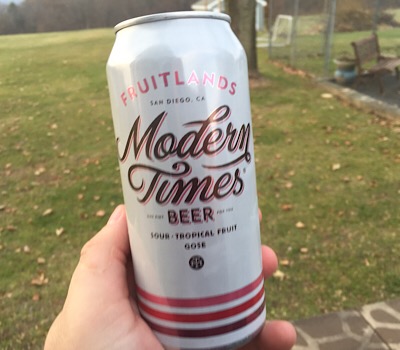 FRUITLANDS
SAN DIEGO, CA
Modern
Times
BEER
SOUR·TROPICAL FRUIT
GOSE